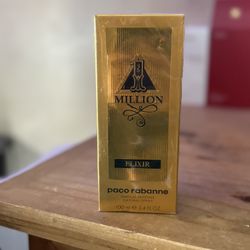 1
MILLION
ELIXIR
paco rabanne
100 ml e 3.4 FL. OZ.